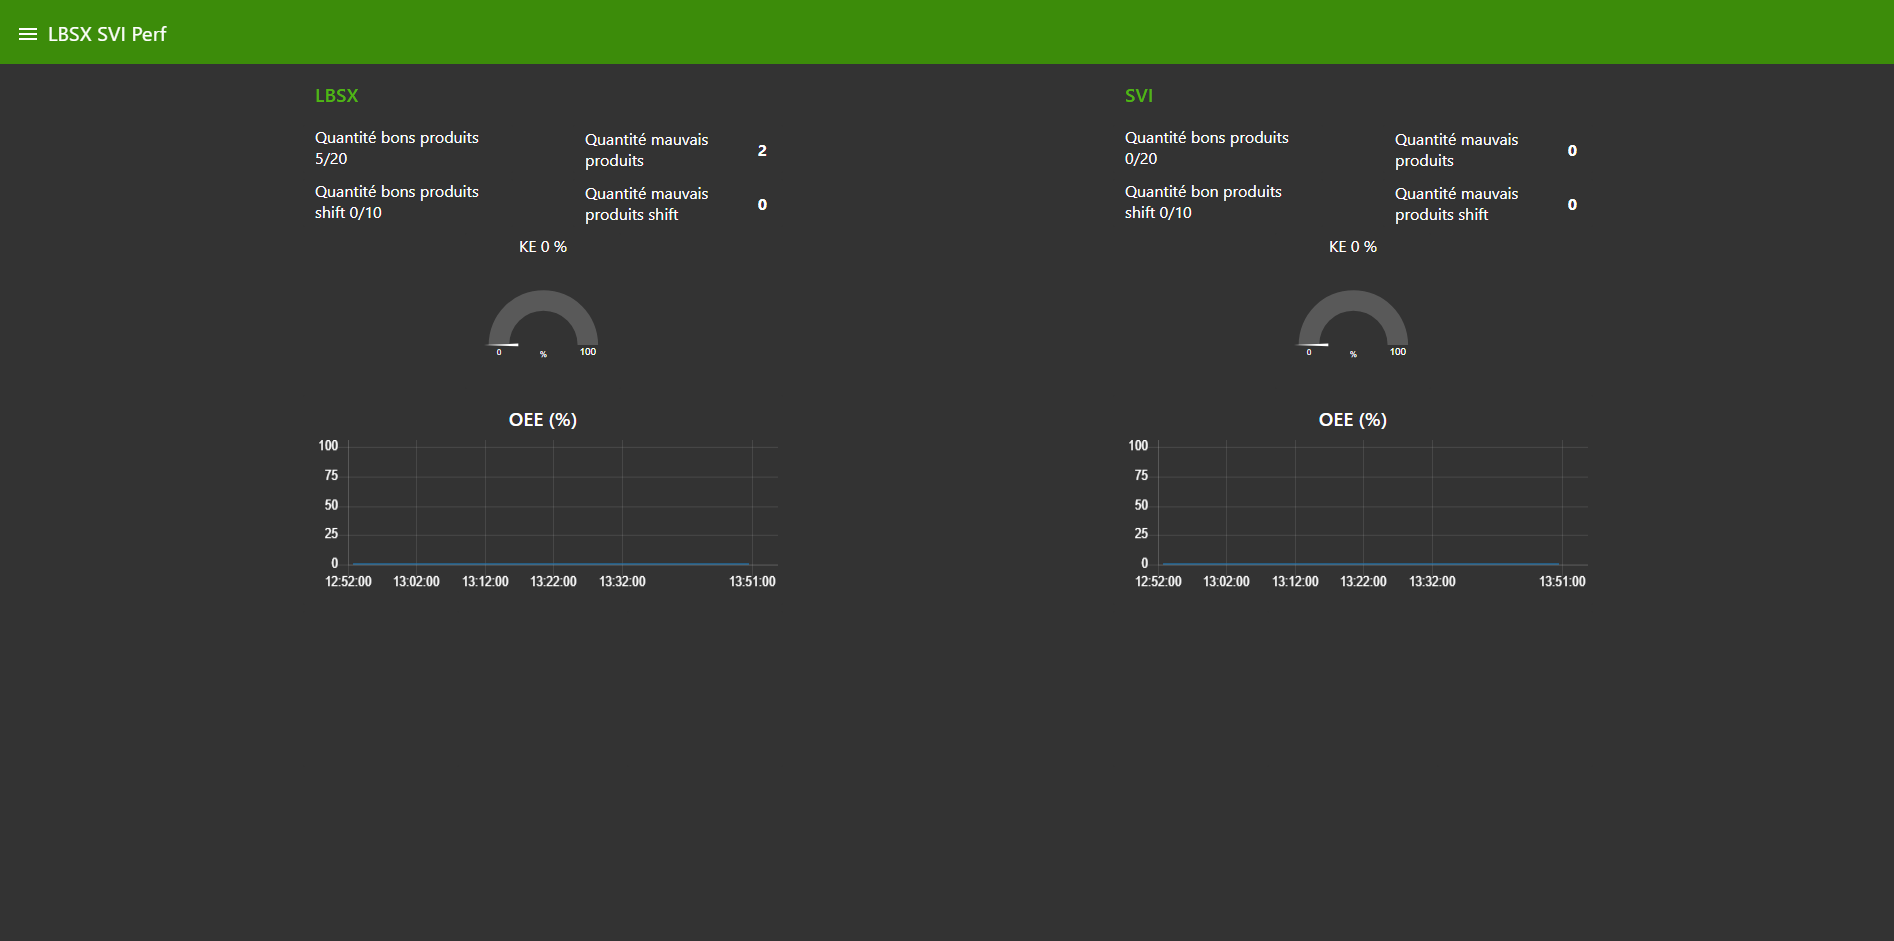 LBSX SVI Perf
LBSX
Quantité bons produits
5/20
Quantité mauvais
produits
2
Quantité bons produits
shift 0/10
Quantité mauvais
produits shift
0
KE 0 %
0
%
100
OEE (%)
100
75
50
25
0
12:52:00 13:02:00 13:12:00 13:22:00 13:32:00 13:51:00
SVI
Quantité bons produits
0/20
Quantité mauvais
produits
0
Quantité bon produits
shift 0/10
Quantité mauvais
produits shift
0
KE 0 %
0
%
100
OEE (%)
100
75
50
25
0
12:52:00 13:02:00 13:12:00 13:22:00 13:32:00 13:51:00